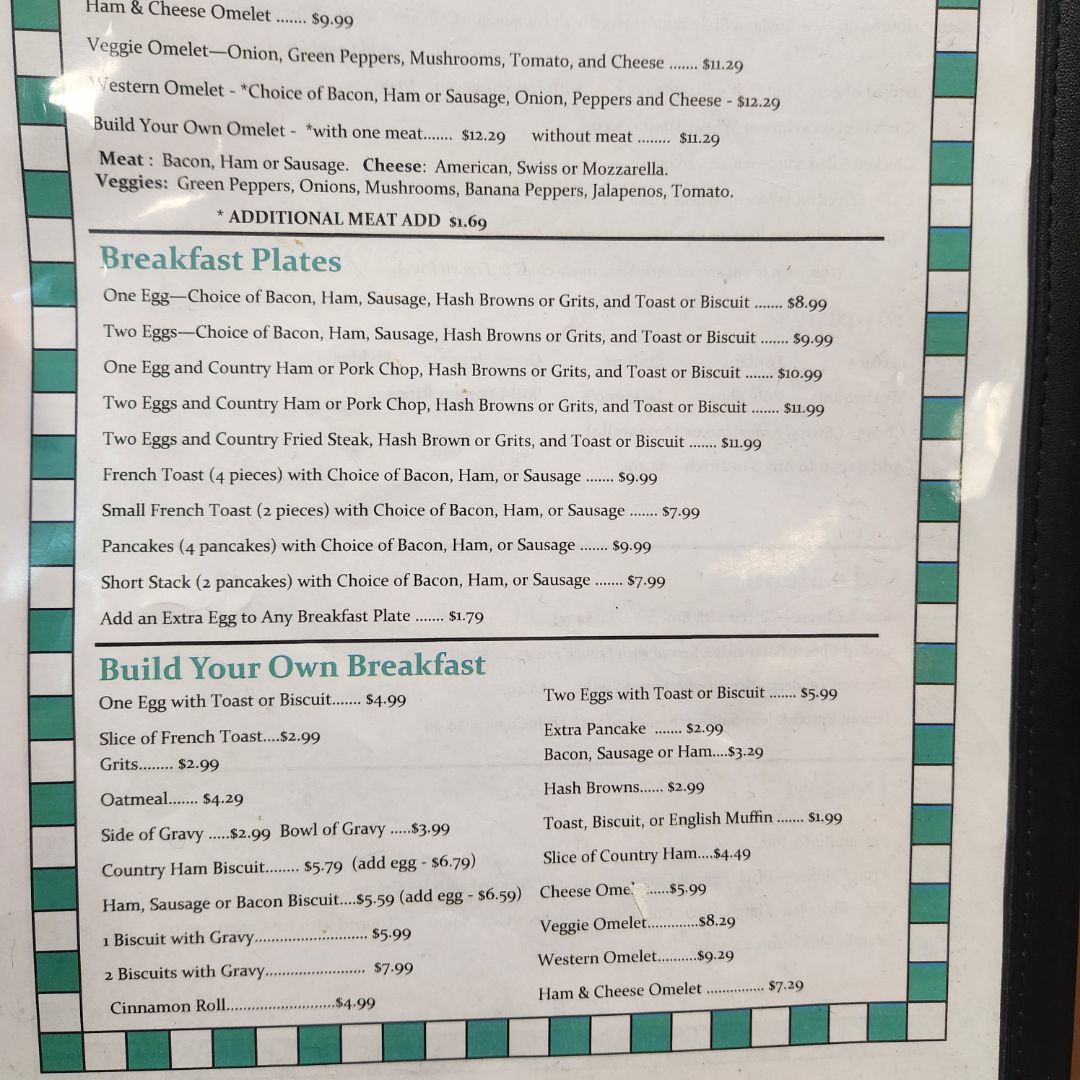 Ham & Cheese Omelet ....... $9.99
Veggie Omelet—Onion, Green Peppers, Mushrooms, Tomato, and Cheese ....... $11.29
Western Omelet - *Choice of Bacon, Ham or Sausage, Onion, Peppers and Cheese - $12.29
Build Your Own Omelet - *with one meat....... $12.29 without meat ........ $11.29
Meat : Bacon, Ham or Sausage. Cheese: American, Swiss or Mozzarella.
Veggies: Green Peppers, Onions, Mushrooms, Banana Peppers, Jalapenos, Tomato.
* ADDITIONAL MEAT ADD $1.69
Breakfast Plates
One Egg—Choice of Bacon, Ham, Sausage, Hash Browns or Grits, and Toast or Biscuit ....... $8.99
Two Eggs—Choice of Bacon, Ham, Sausage, Hash Browns or Grits, and Toast or Biscuit ....... $9.99
One Egg and Country Ham or Pork Chop, Hash Browns or Grits, and Toast or Biscuit ....... $10.99
Two Eggs and Country Ham or Pork Chop, Hash Browns or Grits, and Toast or Biscuit ....... $11.99
Two Eggs and Country Fried Steak, Hash Brown or Grits, and Toast or Biscuit ....... $11.99
French Toast (4 pieces) with Choice of Bacon, Ham, or Sausage ....... $9.99
Small French Toast (2 pieces) with Choice of Bacon, Ham, or Sausage ....... $7.99
Pancakes (4 pancakes) with Choice of Bacon, Ham, or Sausage ....... $9.99
Short Stack (2 pancakes) with Choice of Bacon, Ham, or Sausage ....... $7.99
Add an Extra Egg to Any Breakfast Plate ....... $1.79
Build Your Own Breakfast
One Egg with Toast or Biscuit....... $4.99
Slice of French Toast....$2.99
Grits........ $2.99
Oatmeal....... $4.29
Side of Gravy .....$2.99 Bowl of Gravy .....$3.99
Country Ham Biscuit........ $5.79 (add egg - $6.79)
Ham, Sausage or Bacon Biscuit....$5.59 (add egg - $6.59)
1 Biscuit with Gravy............................ $5.99
2 Biscuits with Gravy......................... $7.99
Cinnamon Roll...........................$4.99
Two Eggs with Toast or Biscuit ....... $5.99
Extra Pancake ....... $2.99
Bacon, Sausage or Ham....$3.29
Hash Browns...... $2.99
Toast, Biscuit, or English Muffin ....... $1.99
Slice of Country Ham....$4.49
Cheese Ome ......$5.99
Veggie Omelet.............$8.29
Western Omelet..........$9.29
Ham & Cheese Omelet .............. $7.29